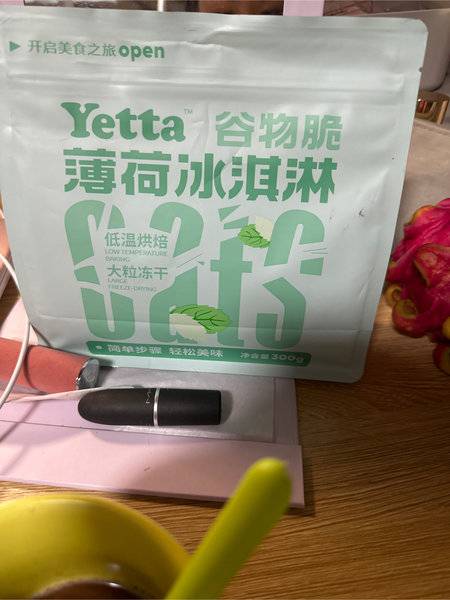 ▶ 开启美食之旅open
Yetta™ 谷物脆
薄荷冰淇淋
oats
低温烘焙
LOW TEMPERATURE
BAKING
大粒冻干
LARGE
FREEZE-DRYING
简单步骤 轻松美味
净含量300g
MAC